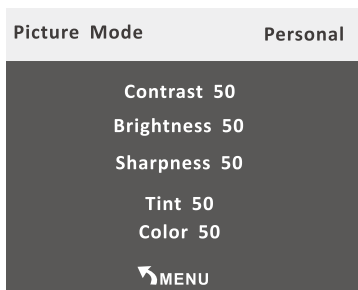 Picture Mode Personal
Contrast 50
Brightness 50
Sharpness 50
Tint 50
Color 50
MENU